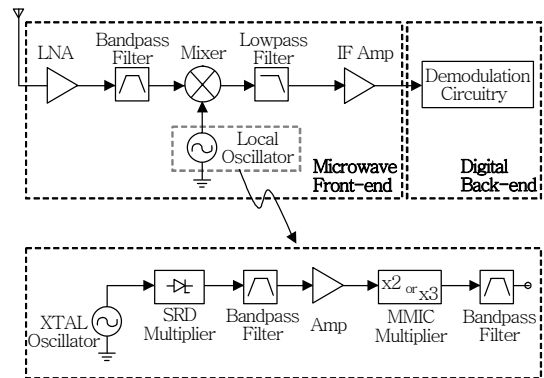 LNA
Bandpass
Filter
Mixer
Lowpass
Filter
IF Amp
Demodulation
Circuitry
Local
Oscillator
Microwave
Front-end
Digital
Back-end
XTAL
Oscillator
SRD
Multiplier
Bandpass
Filter
Amp
x2 or x3
MMIC
Multiplier
Bandpass
Filter